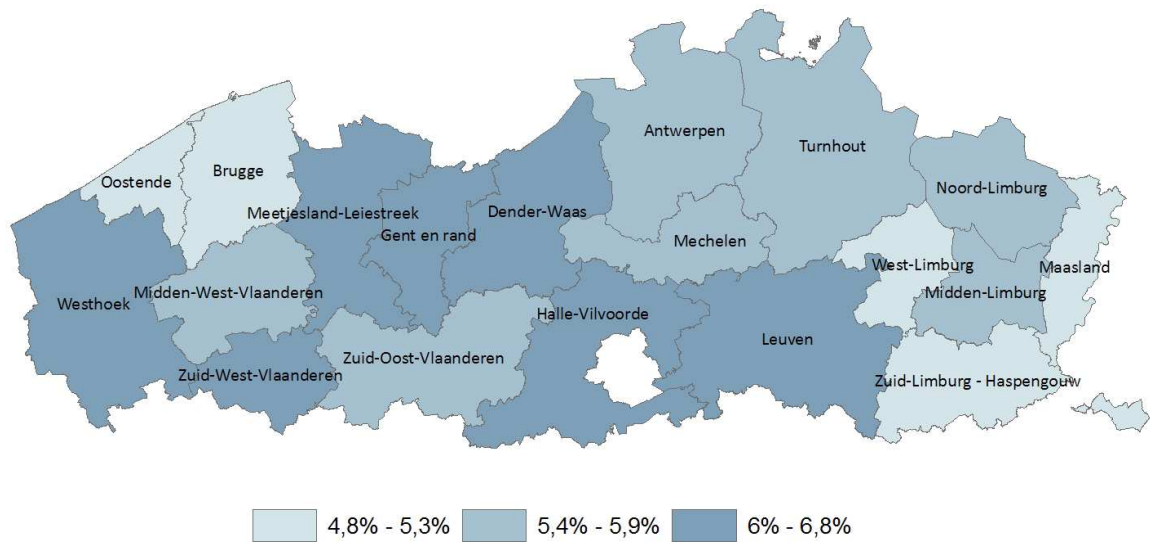 Antwerpen
Turnhout
Brugge
Oostende
Noord-Limburg
Meetjesland-Leiestreek
Dender-Waas
Gent en rand
Mechelen
West-Limburg
Maasland
Midden-West-Vlaanderen
Midden-Limburg
Westhoek
Halle-Vilvoorde
Leuven
Zuid-Oost-Vlaanderen
Zuid-West-Vlaanderen
Zuid-Limburg - Haspengouw
4,8% - 5,3% 5,4% - 5,9% 6% - 6,8%